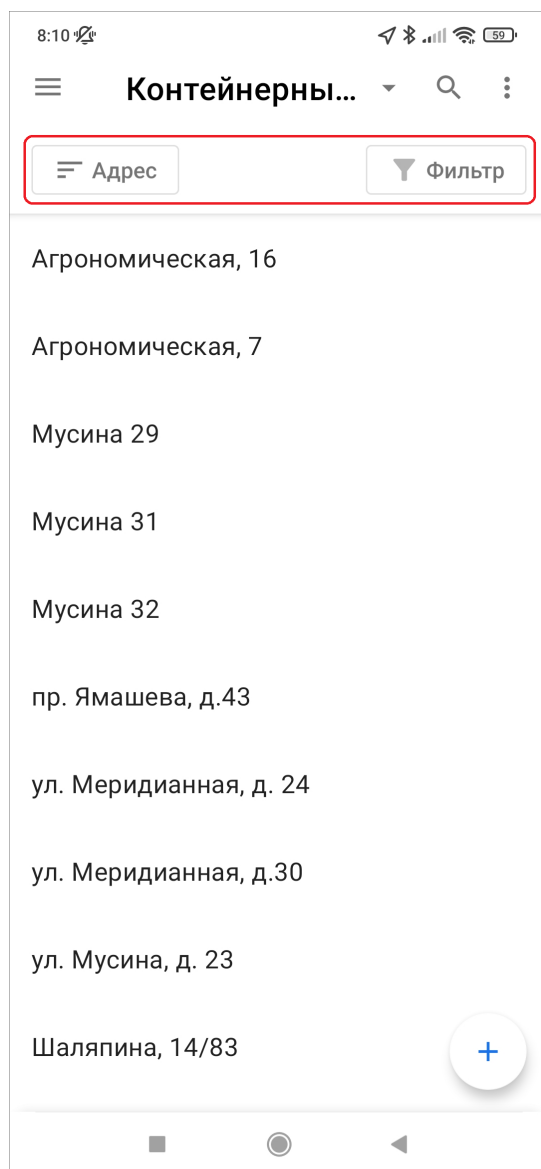 8:10 59
Контейнерны...
Адрес Фильтр
Агрономическая, 16
Агрономическая, 7
Мусина 29
Мусина 31
Мусина 32
пр. Ямашева, д.43
ул. Меридианная, д. 24
ул. Меридианная, д.30
ул. Мусина, д. 23
Шаляпина, 14/83